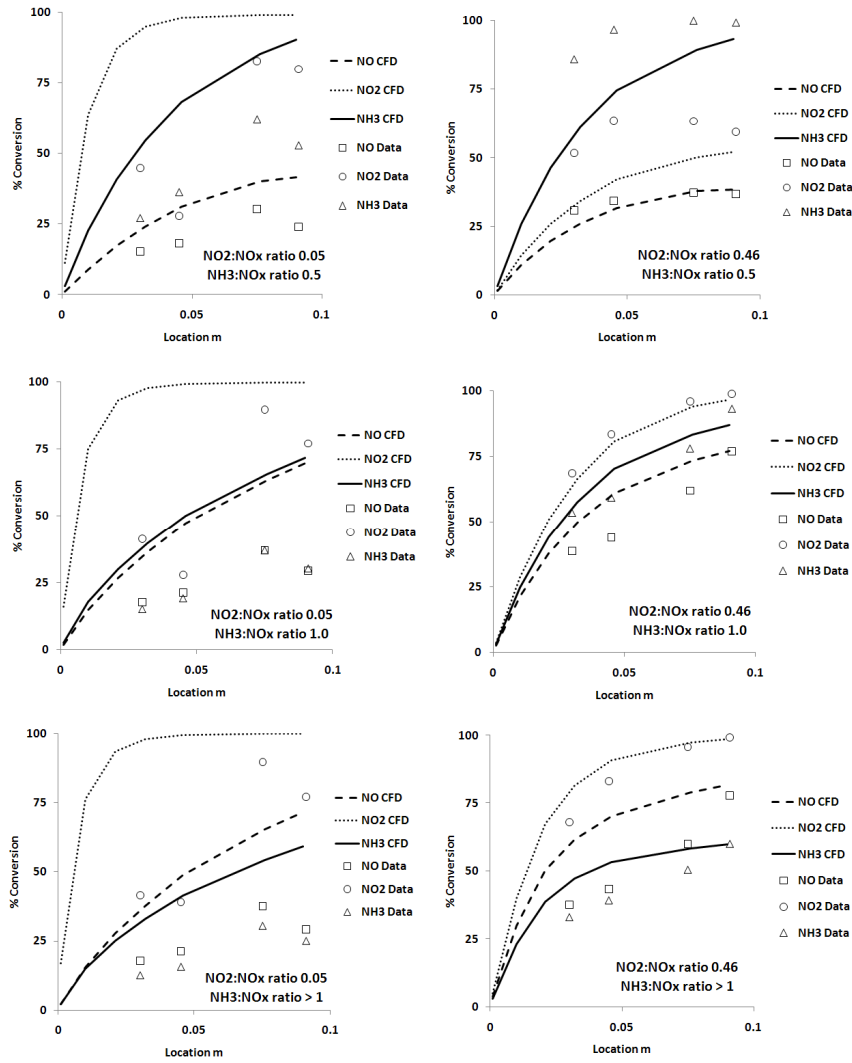 100
75
50
25
0
% Conversion
0
0.05
0.1
Location m
NO CFD
NO2 CFD
NH3 CFD
NO Data
NO2 Data
NH3 Data
NO2:NOx ratio 0.05
NH3:NOx ratio 0.5
100
75
50
25
0
% Conversion
0
0.05
0.1
Location m
NO CFD
NO2 CFD
NH3 CFD
NO Data
NO2 Data
NH3 Data
NO2:NOx ratio 0.46
NH3:NOx ratio 0.5
100
75
50
25
0
% Conversion
0
0.05
0.1
Location m
NO CFD
NO2 CFD
NH3 CFD
NO Data
NO2 Data
NH3 Data
NO2:NOx ratio 0.05
NH3:NOx ratio 1.0
100
75
50
25
0
% Conversion
0
0.05
0.1
Location m
NO CFD
NO2 CFD
NH3 CFD
NO Data
NO2 Data
NH3 Data
NO2:NOx ratio 0.46
NH3:NOx ratio 1.0
100
75
50
25
0
% Conversion
0
0.05
0.1
Location m
NO CFD
NO2 CFD
NH3 CFD
NO Data
NO2 Data
NH3 Data
NO2:NOx ratio 0.05
NH3:NOx ratio > 1
100
75
50
25
0
% Conversion
0
0.05
0.1
Location m
NO CFD
NO2 CFD
NH3 CFD
NO Data
NO2 Data
NH3 Data
NO2:NOx ratio 0.46
NH3:NOx ratio > 1